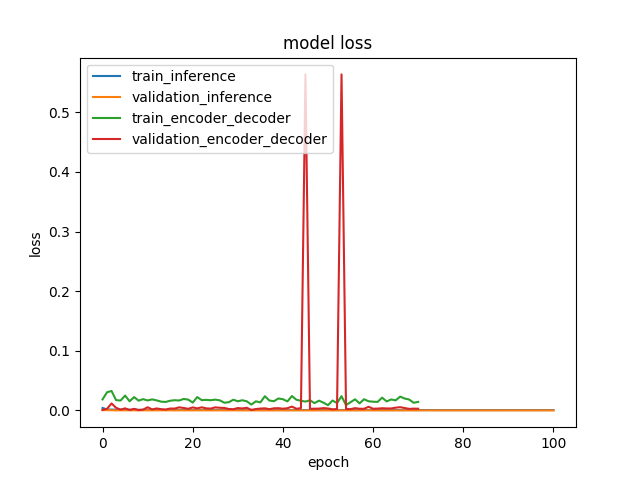 model loss
train_inference
validation_inference
train_encoder_decoder
validation_encoder_decoder
0.5
0.4
0.3
0.2
0.1
0.0
loss
0 20 40 60 80 100
epoch